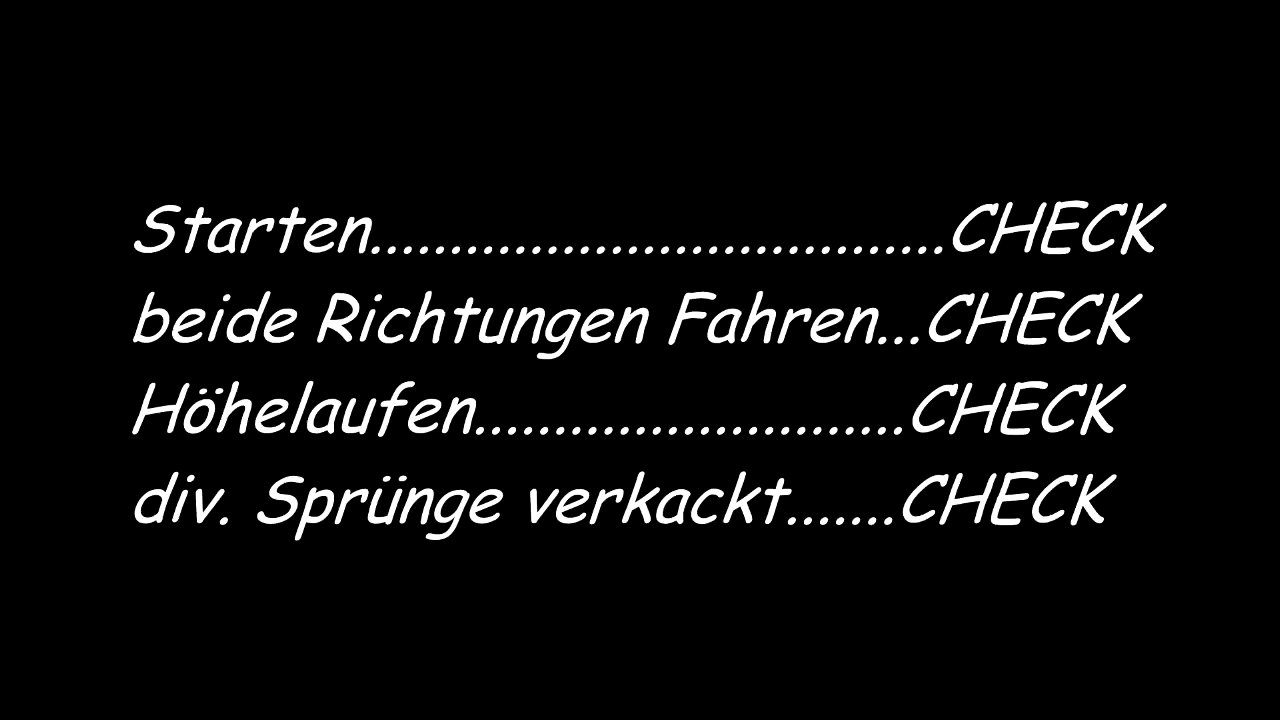 Starten....................................CHECK
beide Richtungen Fahren...CHECK
Höhelaufen...........................CHECK
div. Sprünge verkackt.......CHECK